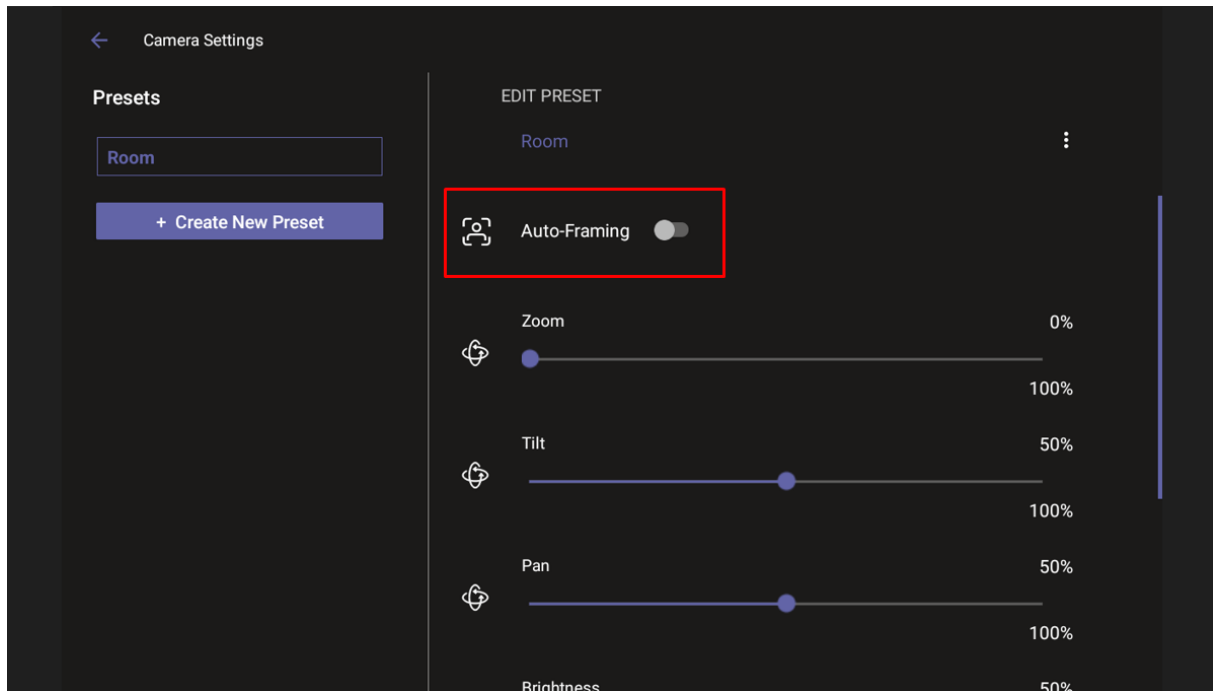 Camera Settings
Presets
Room
+ Create New Preset
EDIT PRESET
Room
Auto-Framing
Zoom 0%
100%
Tilt 50%
100%
Pan 50%
100%
Brightness 50%